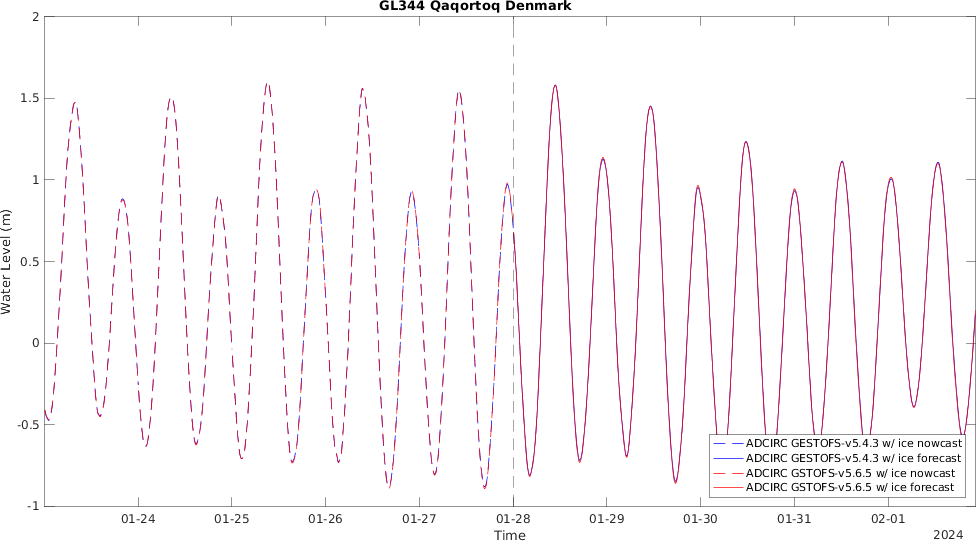 GL344 Qaqortoq Denmark
2
1.5
1
0.5
0
-0.5
-1
Water Level (m)
ADCIRC GESTOFS-v5.4.3 w/ ice nowcast
ADCIRC GESTOFS-v5.4.3 w/ ice forecast
ADCIRC GSTOFS-v5.6.5 w/ ice nowcast
ADCIRC GSTOFS-v5.6.5 w/ ice forecast
01-24 01-25 01-26 01-27 01-28 01-29 01-30 01-31 02-01
Time
2024